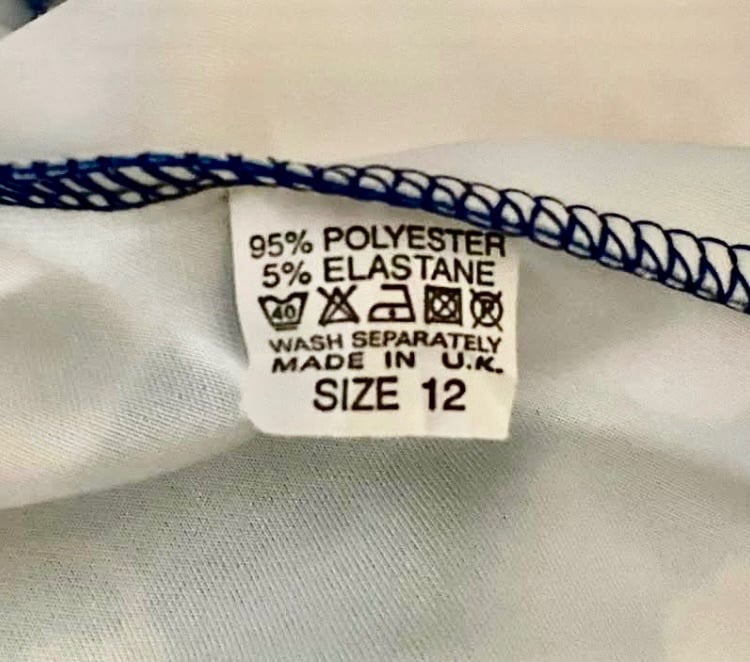 95% POLYESTER
5% ELASTANE
40
WASH SEPARATELY
MADE IN U.K.
SIZE 12